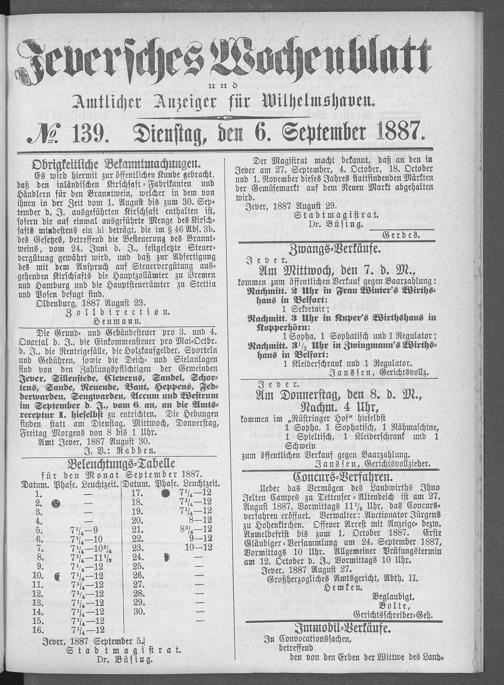 Jeversches Wochenblatt
und
Amtlicher Anzeiger für Wilhelmshaven.
№ 139. Dienstag, den 6. September 1887.
Obrigkeitliche Bekanntmachungen.
Es wird hiermit zur öffentlichen Kunde gebracht,
daß den inländischen Kirschsaft-Fabrikanten und
Händlern für den Branntwein, welcher in dem von
ihnen in der Zeit vom 1. August bis zum 30. Sep-
tember d. J. ausgeführten Kirschsaft enthalten ist,
sofern die auf einmal ausgeführte Menge des Kirsch-
safts mindestens ein hl beträgt, die im § 46 Abs. 3b.
des Gesetzes, betreffend die Besteuerung des Brannt-
weins, vom 24. Juni d. J., festgesetzte Steuer-
vergütung gewährt wird, und daß zur Abfertigung
des mit dem Anspruch auf Steuervergütung aus-
gehenden Kirschsafts die Hauptzollämter zu Bremen
und Hamburg und die Hauptsteuerämter zu Stettin
und Posen befugt sind.
Oldenburg, 1887 August 23.
Zolldirection.
Heumann.
Die Grund- und Gebäudesteuer pro 3. und 4.
Quartal d. J., die Einkommensteuer pro Mai-Octbr.
d. J., die Renteigefälle, die Holzkaufgelder, Sporteln
und Gebühren, sowie die Deich- und Sielanlagen
sind von den Zahlungspflichtigen der Gemeinden
Jever, Sillenstede, Cleverns, Sandel, Schor-
tens, Sande, Neuende, Bant, Heppens, Fed-
derwarden, Sengwarden, Accum und Westrum
im September d. J., vom 6. an, an die Amts-
receptur I. hieselbst zu entrichten. Die Hebungen
finden statt am Dienstag, Mittwoch, Donnerstag,
Freitag Morgens von 8 bis 1 Uhr.
Amt Jever, 1887 August 30.
J. V.: Rabben.
Beleuchtungs-Tabelle
für den Monat September 1887.
Datum. Phase. Leuchtzeit. Datum. Phase. Leuchtzeit.
1. — 17. 7¼—12
2. — 18. 7¼—12
3. — 19. 7¼—12
4. — 20. 8—12
5. 7¼—9 21. 8¾—12
6. 7¼—10 22. 9—12
7. 7¼—10¾ 23. 10—12
8. 7¼—11½ 24. —
9. 7¼—12 25. —
10. 7¼—12 26. —
11. 7¼—12 27. —
12. 7¼—12 28. —
13. 7¼—12 29. —
14. 7¼—12 30. —
15. 7¼—12
16. 7¼—12
Jever, 1887 September 5.
Stadtmagistrat.
Dr. Büsing.
Der Magistrat macht bekannt, daß an den in
Jever am 27. September, 4. October, 18. October
und 1. November dieses Jahres stattfindenden Märkten
der Gemüsemarkt auf dem Neuen Markt abgehalten
wird.
Jever, 1887 August 29.
Stadtmagistrat.
Dr. Büsing.
Gerdes.
Zwangs-Verkäufe.
Jever.
Am Mittwoch, den 7. d. M.,
kommen zum öffentlichen Verkauf gegen Baarzahlung:
Nachmitt. 2 Uhr in Frau Winter's Wirths-
haus in Belfort:
1 Sekretair;
Nachmitt. 3 Uhr in Kuper's Wirthshaus in
Kopperhörn:
1 Sopha, 1 Sophatisch und 1 Regulator;
Nachmitt. 3½ Uhr in Zwingmann's Wirths-
haus in Belfort:
1 Kleiderschrank und 1 Regulator.
Janssen, Gerichtsvollz.
Jever.
Am Donnerstag, den 8. d. M.,
Nachm. 4 Uhr,
kommen im „Rüstringer Hof" hieselbst
1 Sopha, 1 Sophatisch, 1 Nähmaschine,
1 Spieltisch, 1 Kleiderschrank und 1
Schwein
zum öffentlichen Verkauf gegen Baarzahlung.
Janssen, Gerichtsvollzieher.
Concurs-Verfahren.
Ueber das Vermögen des Landwirths Ihno
Jelten Campen zu Tettenser-Altendeich ist am 27.
August 1887, Vormittags 11½ Uhr, das Concurs-
verfahren eröffnet. Verwalter: Auctionator Jürgens
zu Hohenkirchen. Offener Arrest mit Anzeige- bezw.
Anmeldefrist bis zum 1. October 1887. Erste
Gläubiger-Versammlung am 24. September 1887,
Vormittags 10 Uhr. Allgemeiner Prüfungstermin
am 12. October d. J., Vormittags 10 Uhr.
Jever, 1887 August 27.
Großherzogliches Amtsgericht, Abth. II.
Hemken.
Beglaubigt.
Bolte,
Gerichtsschreiber-Geh.
Immobil-Verkäufe.
In Convocationssachen,
betreffend
den von den Erben der Wittwe des Land-